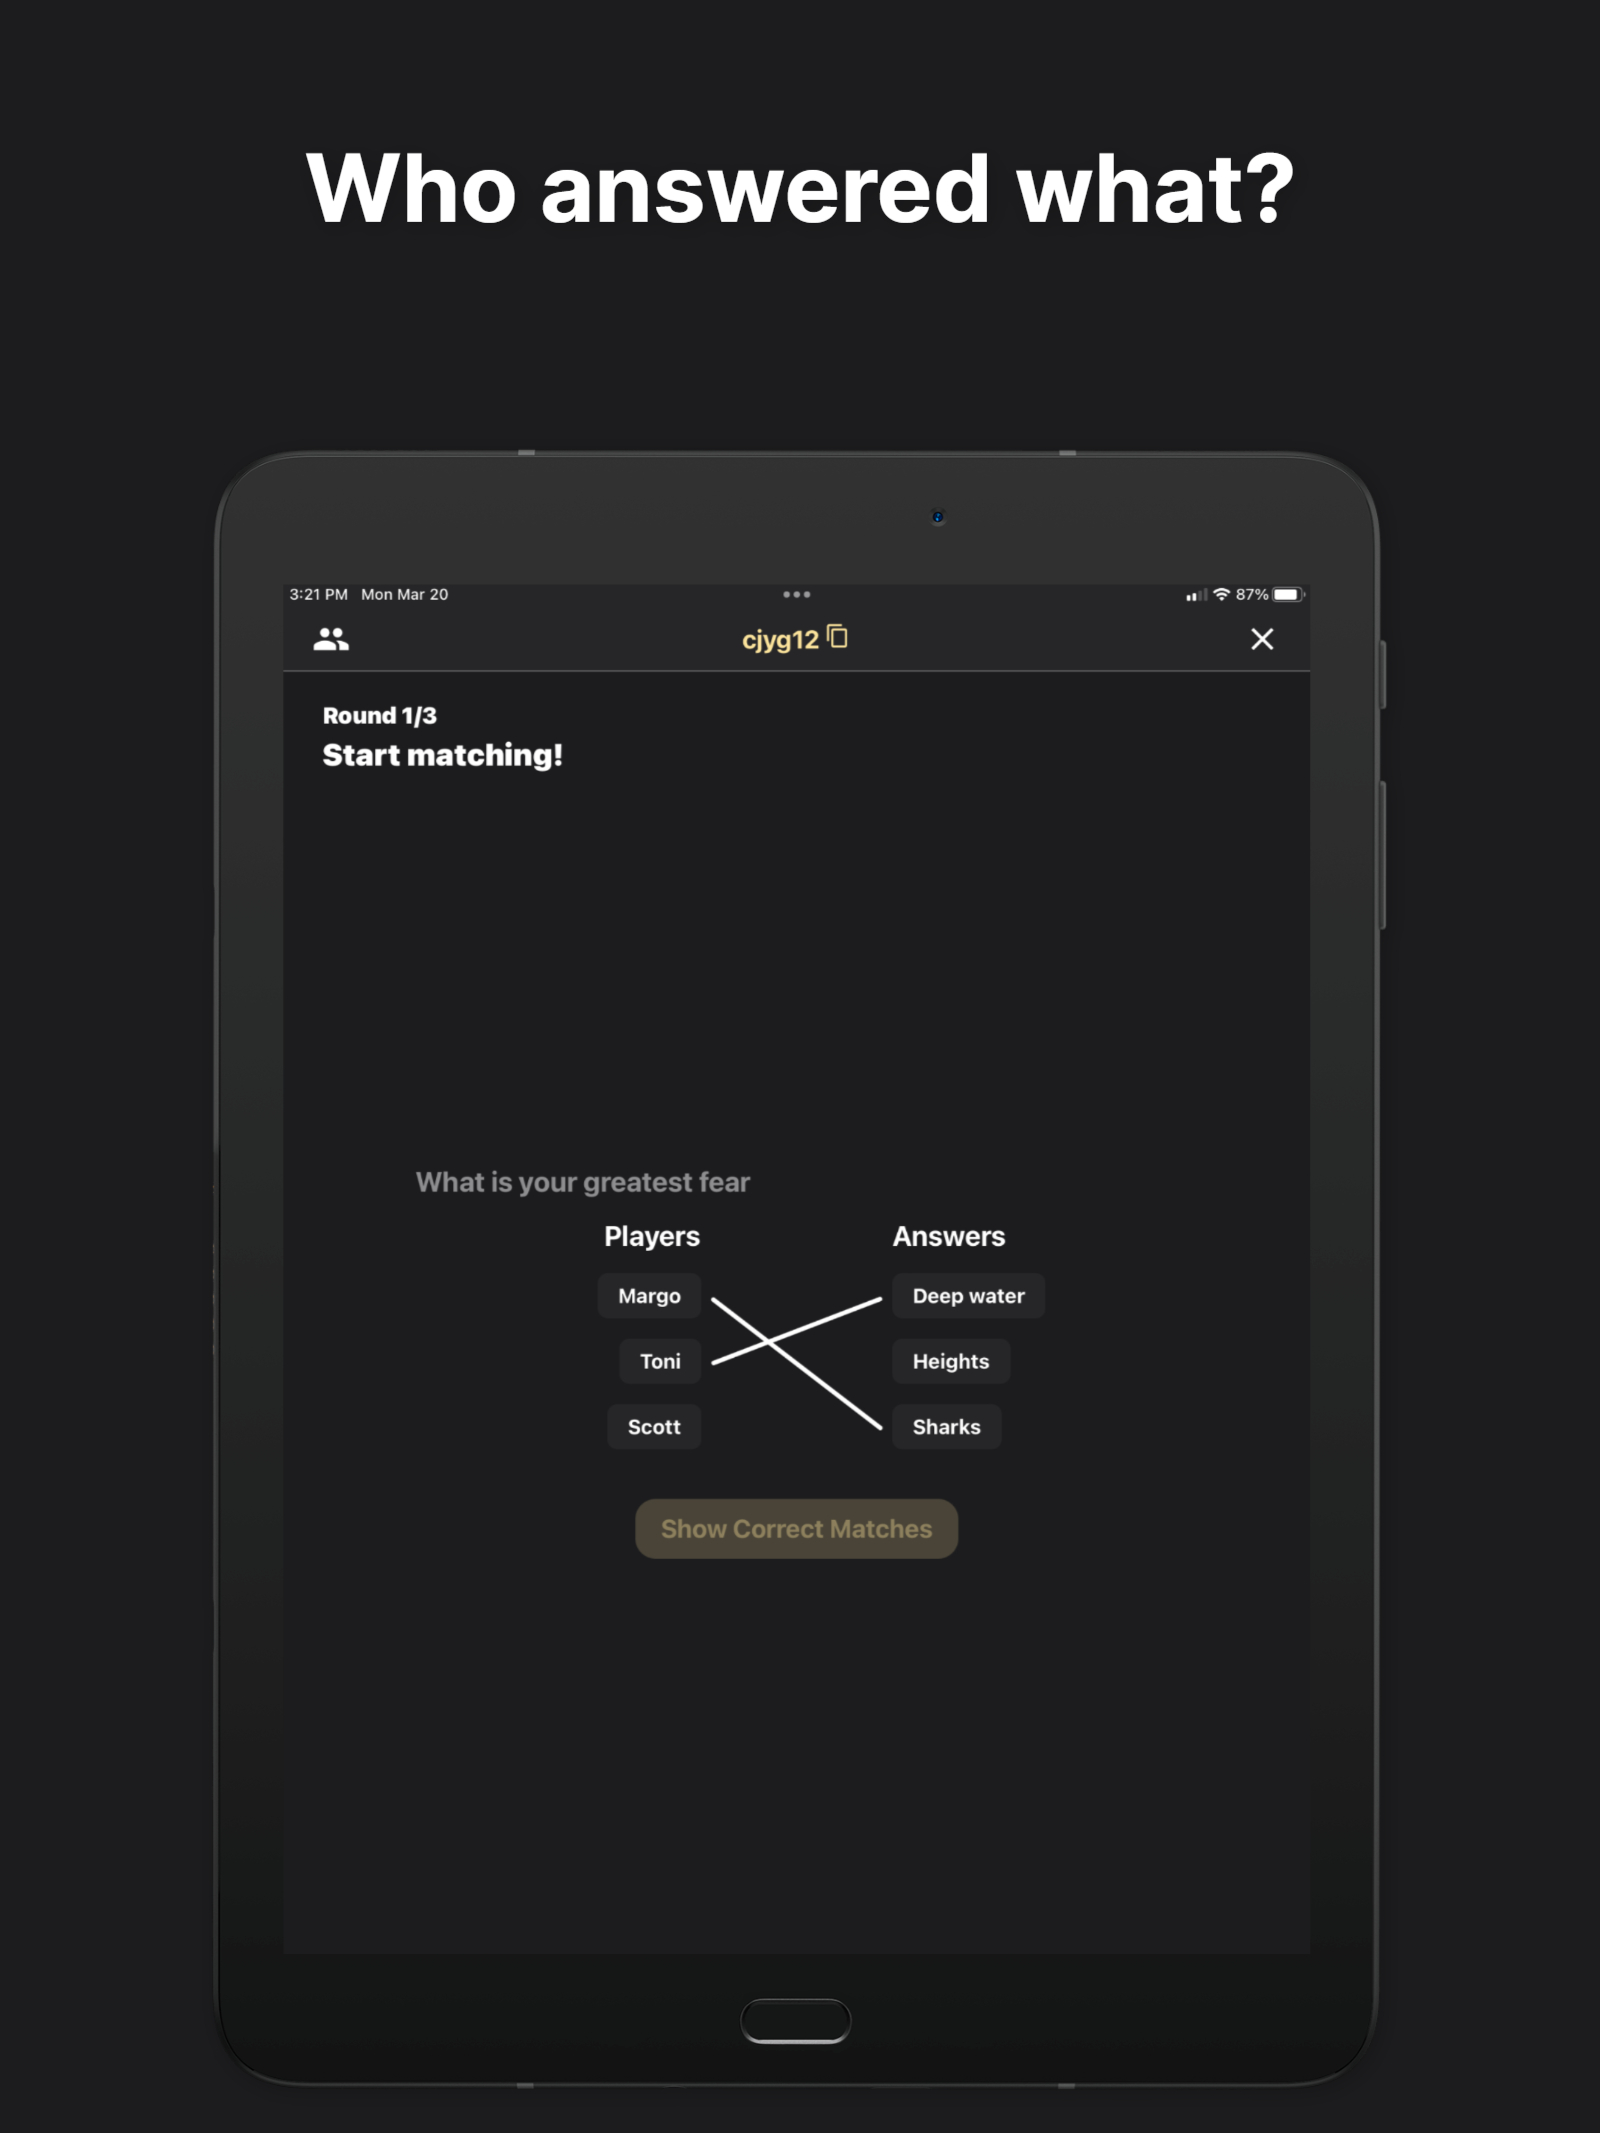 Who answered what?
3:21 PM Mon Mar 20
87%
cjyg12
Round 1/3
Start matching!
What is your greatest fear
Players Answers
Margo Deep water
Toni Heights
Scott Sharks
Show Correct Matches